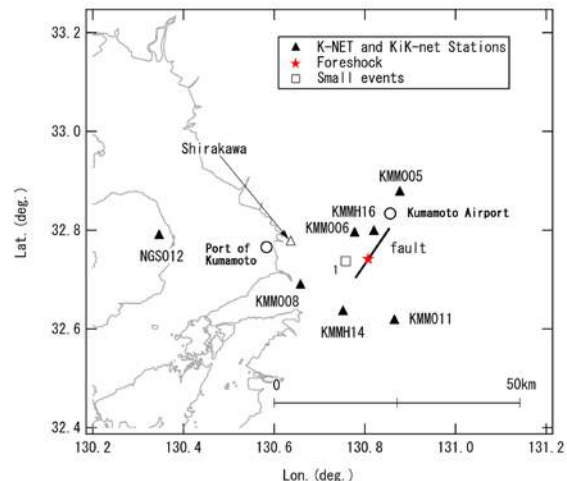 33.2
33.0
32.8
32.6
32.4
Lat. (deg.)
K-NET and KiK-net Stations
Foreshock
Small events
Shirakawa
KMM005
KMMH16
Kumamoto Airport
KMM006
Port of
Kumamoto
fault
NGS012
1
KMM008
KMMH14
KMM011
0
50km
130.2
130.4
130.6
130.8
131.0
131.2
Lon. (deg.)